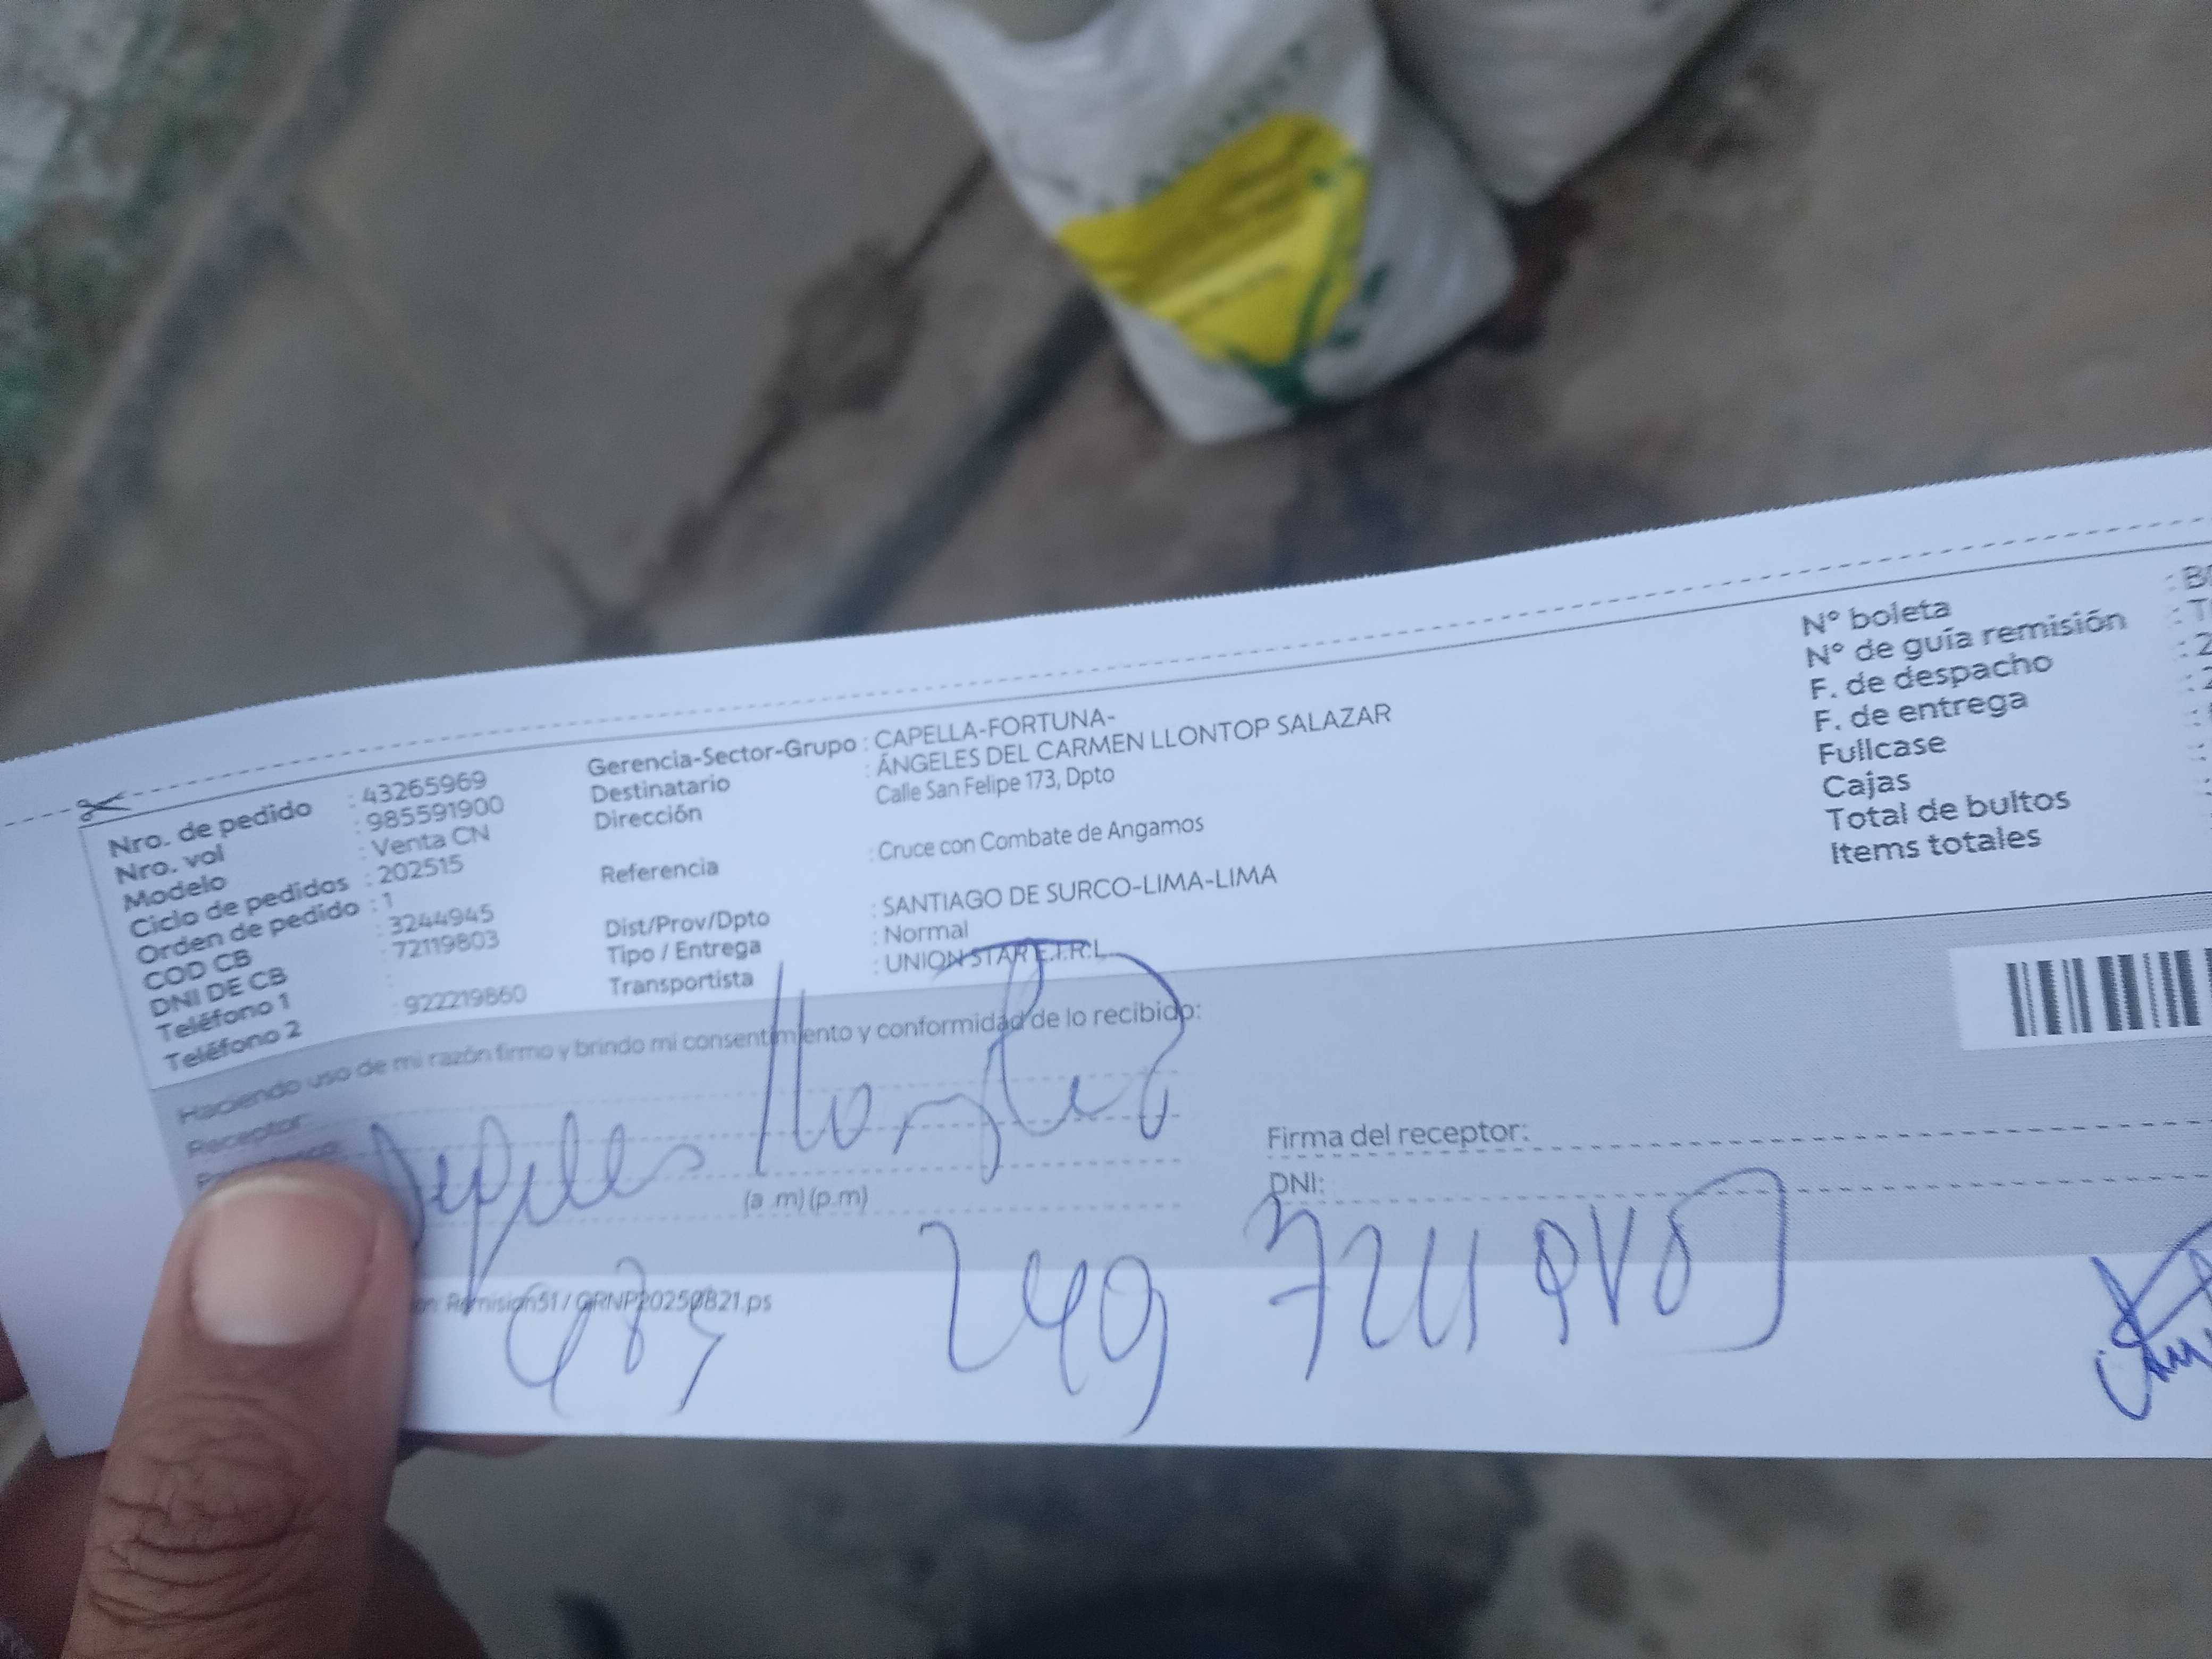 Nro. de pedido : 43265969
Nro. vol : 985591900
Modelo : Venta CN
Ciclo de pedidos : 202515
Orden de pedido : 1
COD CB : 3244945
DNI DE CB : 72119803
Teléfono 1 :
Teléfono 2 : 922219860
Gerencia-Sector-Grupo : CAPELLA-FORTUNA-
Destinatario : ÁNGELES DEL CARMEN LLONTOP SALAZAR
Dirección : Calle San Felipe 173, Dpto
Referencia : Cruce con Combate de Angamos
Dist/Prov/Dpto : SANTIAGO DE SURCO-LIMA-LIMA
Tipo / Entrega : Normal
Transportista : UNION STAR E.I.R.L
N° boleta : B
N° de guía remisión : T
F. de despacho : 2
F. de entrega : 2
Fullcase :
Cajas :
Total de bultos :
Items totales
Haciendo uso de mi razón firmo y brindo mi consentimiento y conformidad de lo recibido:
Receptor:
(a .m) (p.m)
Firma del receptor:
DNI:
249
Remision51 / GRNP20250821.ps